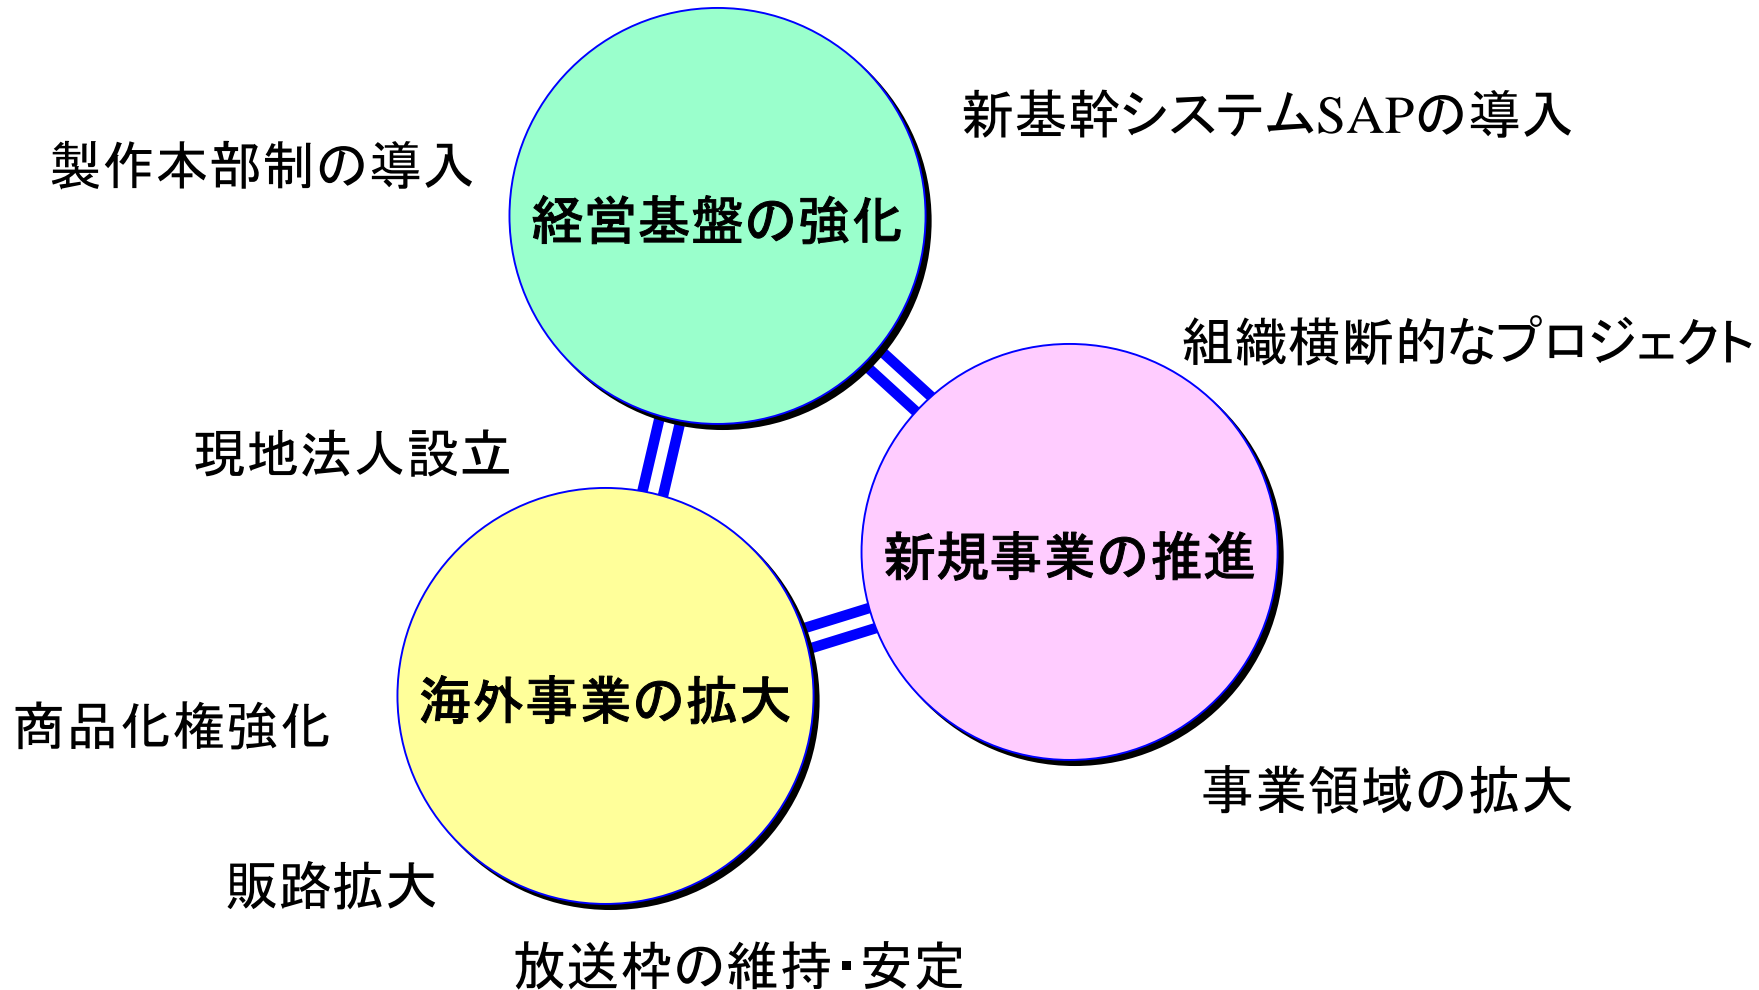 新基幹システムSAPの導入
製作本部制の導入
経営基盤の強化
組織横断的なプロジェクト
現地法人設立
新規事業の推進
海外事業の拡大
商品化権強化
事業領域の拡大
販路拡大
放送枠の維持・安定